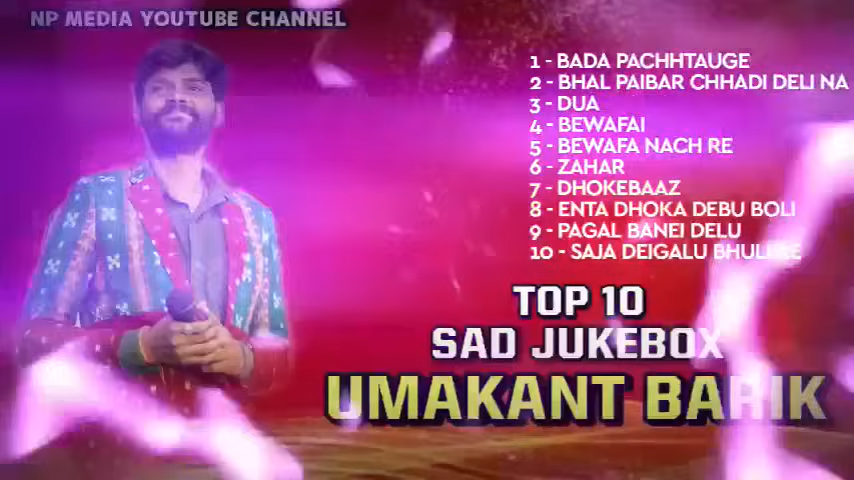 NP MEDIA YOUTUBE CHANNEL
1 - BADA PACHHTAUGE
2 - BHAL PAIBAR CHHADI DELI NA
3 - DUA
4 - BEWAFAI
5 - BEWAFA NACH RE
6 - ZAHAR
7 - DHOKEBAAZ
8 - ENTA DHOKA DEBU BOLI
9 - PAGAL BANEI DELU
10 - SAJA DEIGALU
TOP 10
SAD JUKEBOX
UMAKANT BARIK